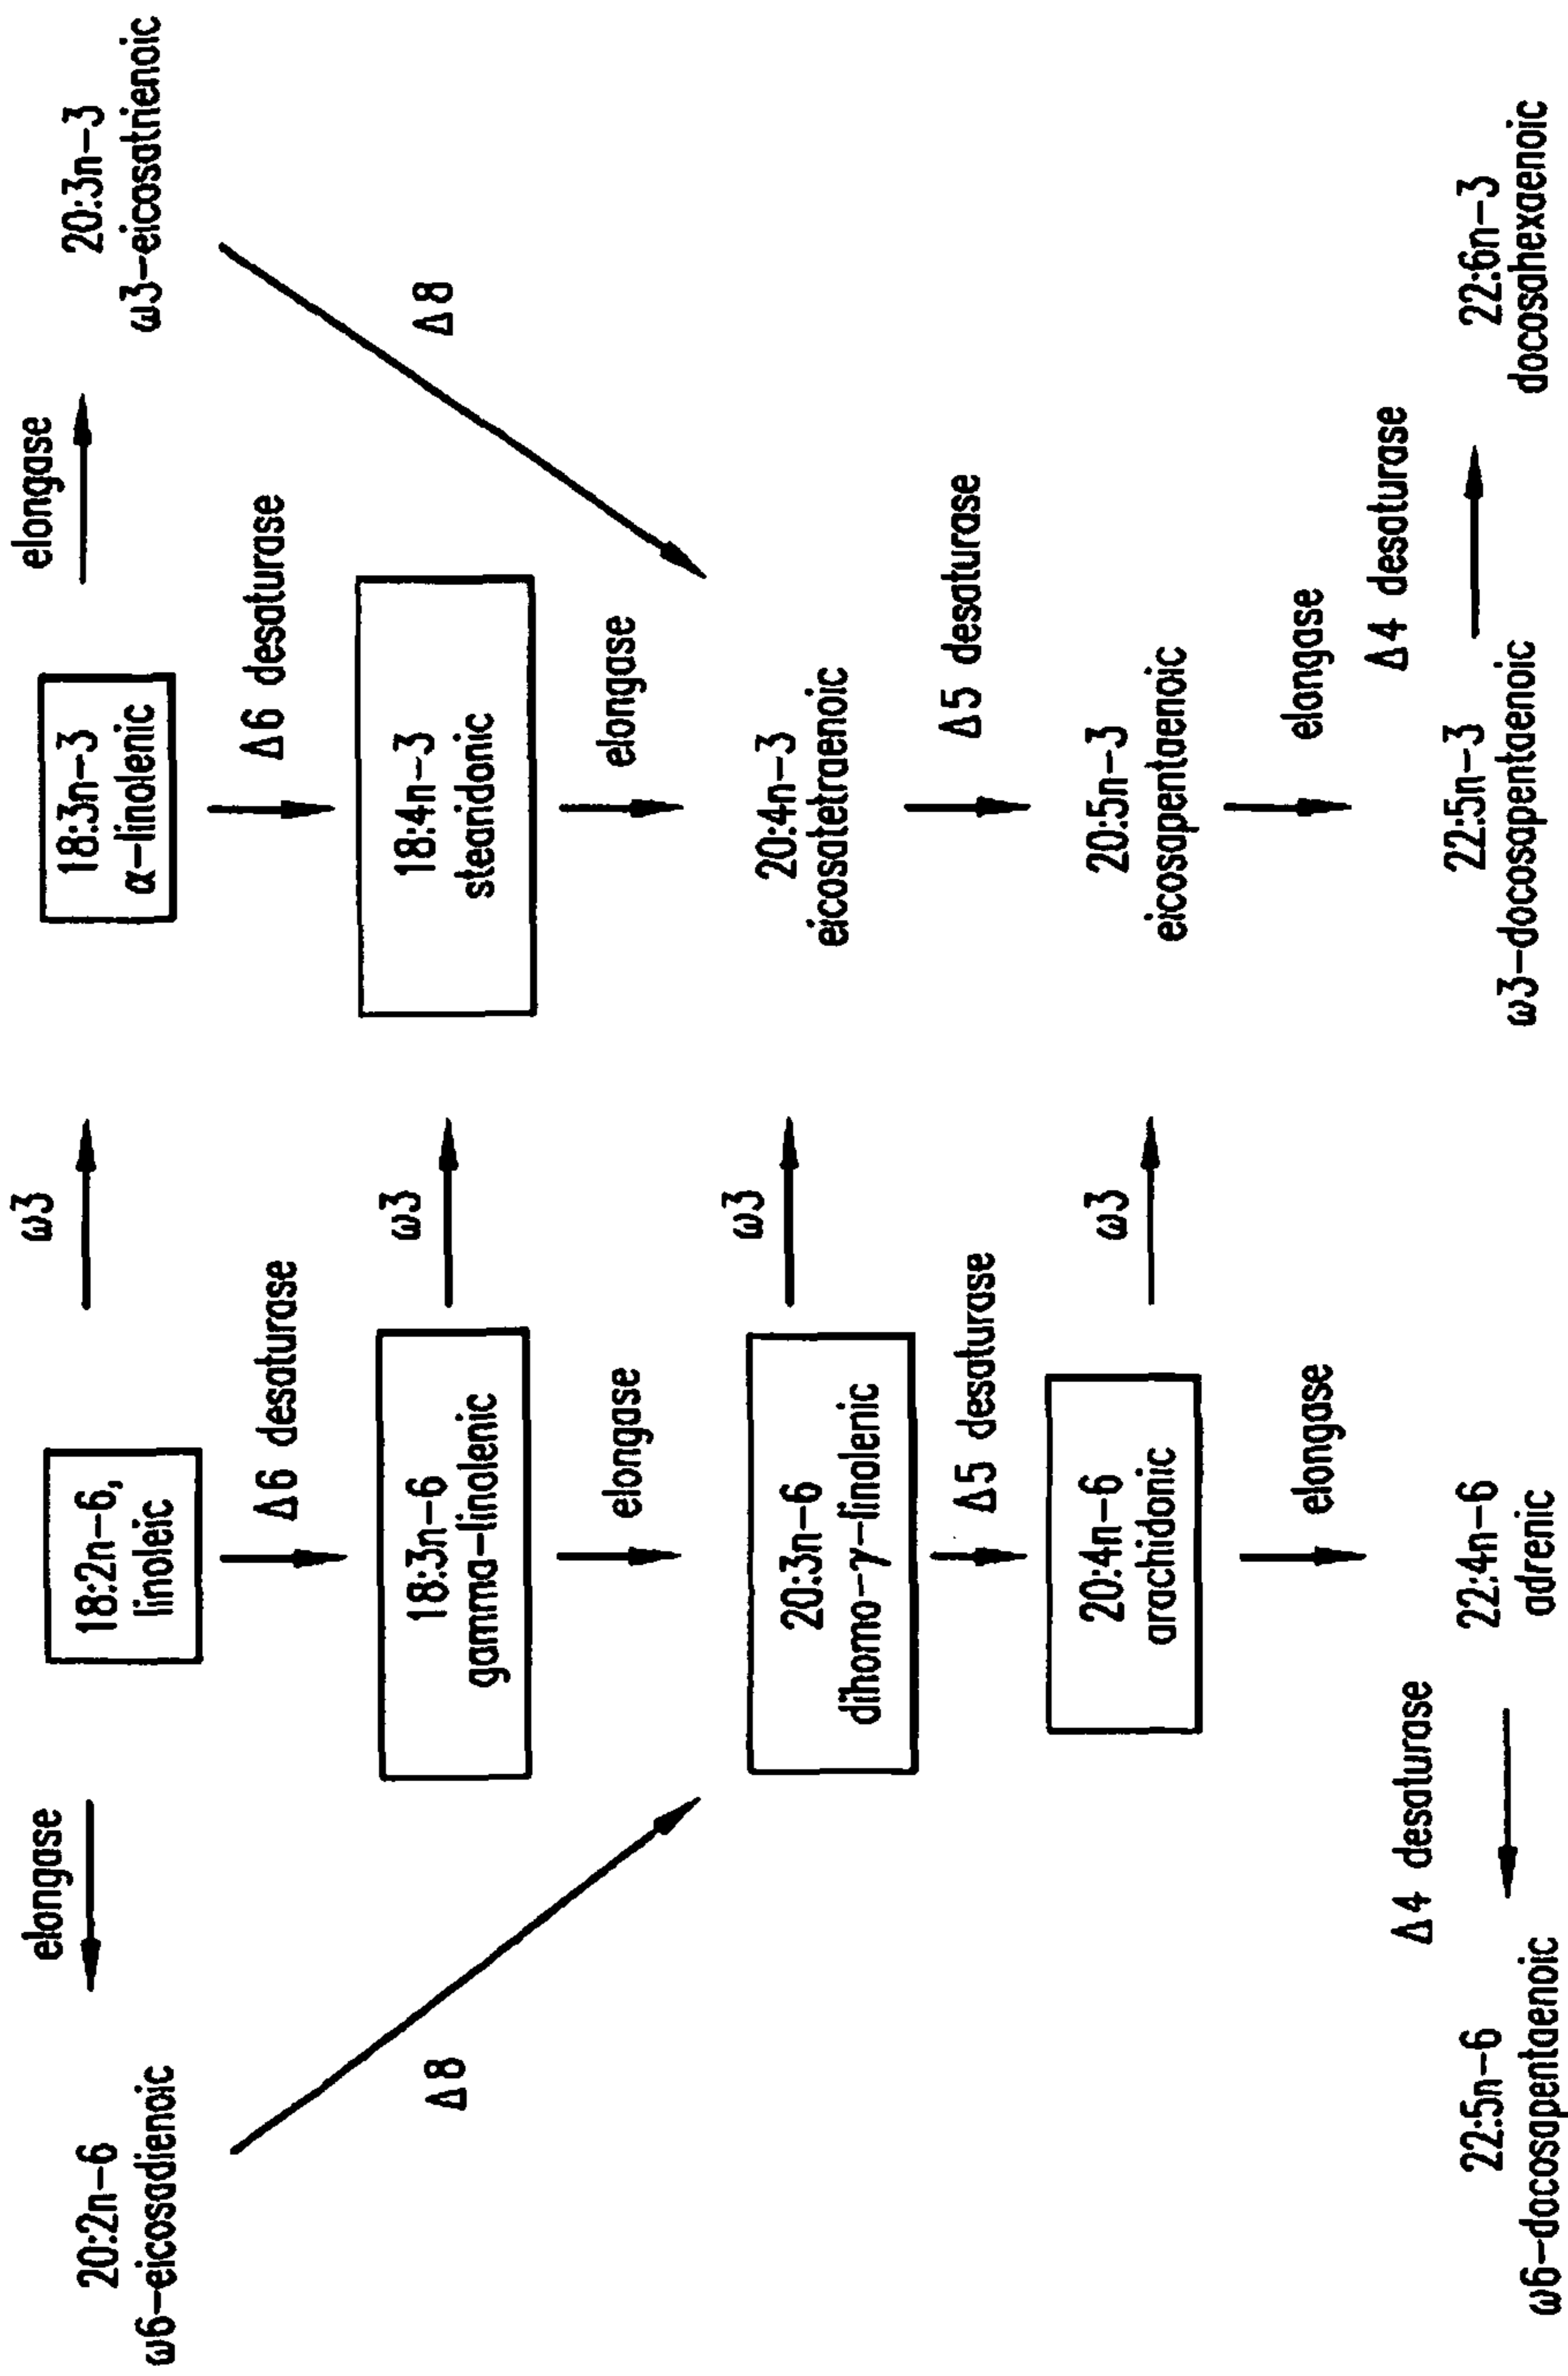 20:2n-6
ω6-eicosadienoic
elongase
18:2n-6,
linoleic
ω3
18:3n-3
α-linolenic
elongase
20:3n-3
ω3-eicosatrienoic
Δ6 desaturase
Δ6 desaturase
Δ8
18:3n-6
gamma-linolenic
ω3
18:4n-3
stearidonic
Δ8
elongase
elongase
20:3n-6
dihomo-γ-linolenic
ω3
20:4n-3
eicosatetraenoic
Δ5 desaturase
Δ5 desaturase
20:4n-6
arachidonic
ω3
20:5n-3
eicosapentaenoic
elongase
elongase
Δ4 desaturase
Δ4 desaturase
22:5n-6
ω6-docosapentaenoic
22:4n-6
adrenic
22:5n-3
ω3-docosapentaenoic
22:6n-3
docosahexaenoic